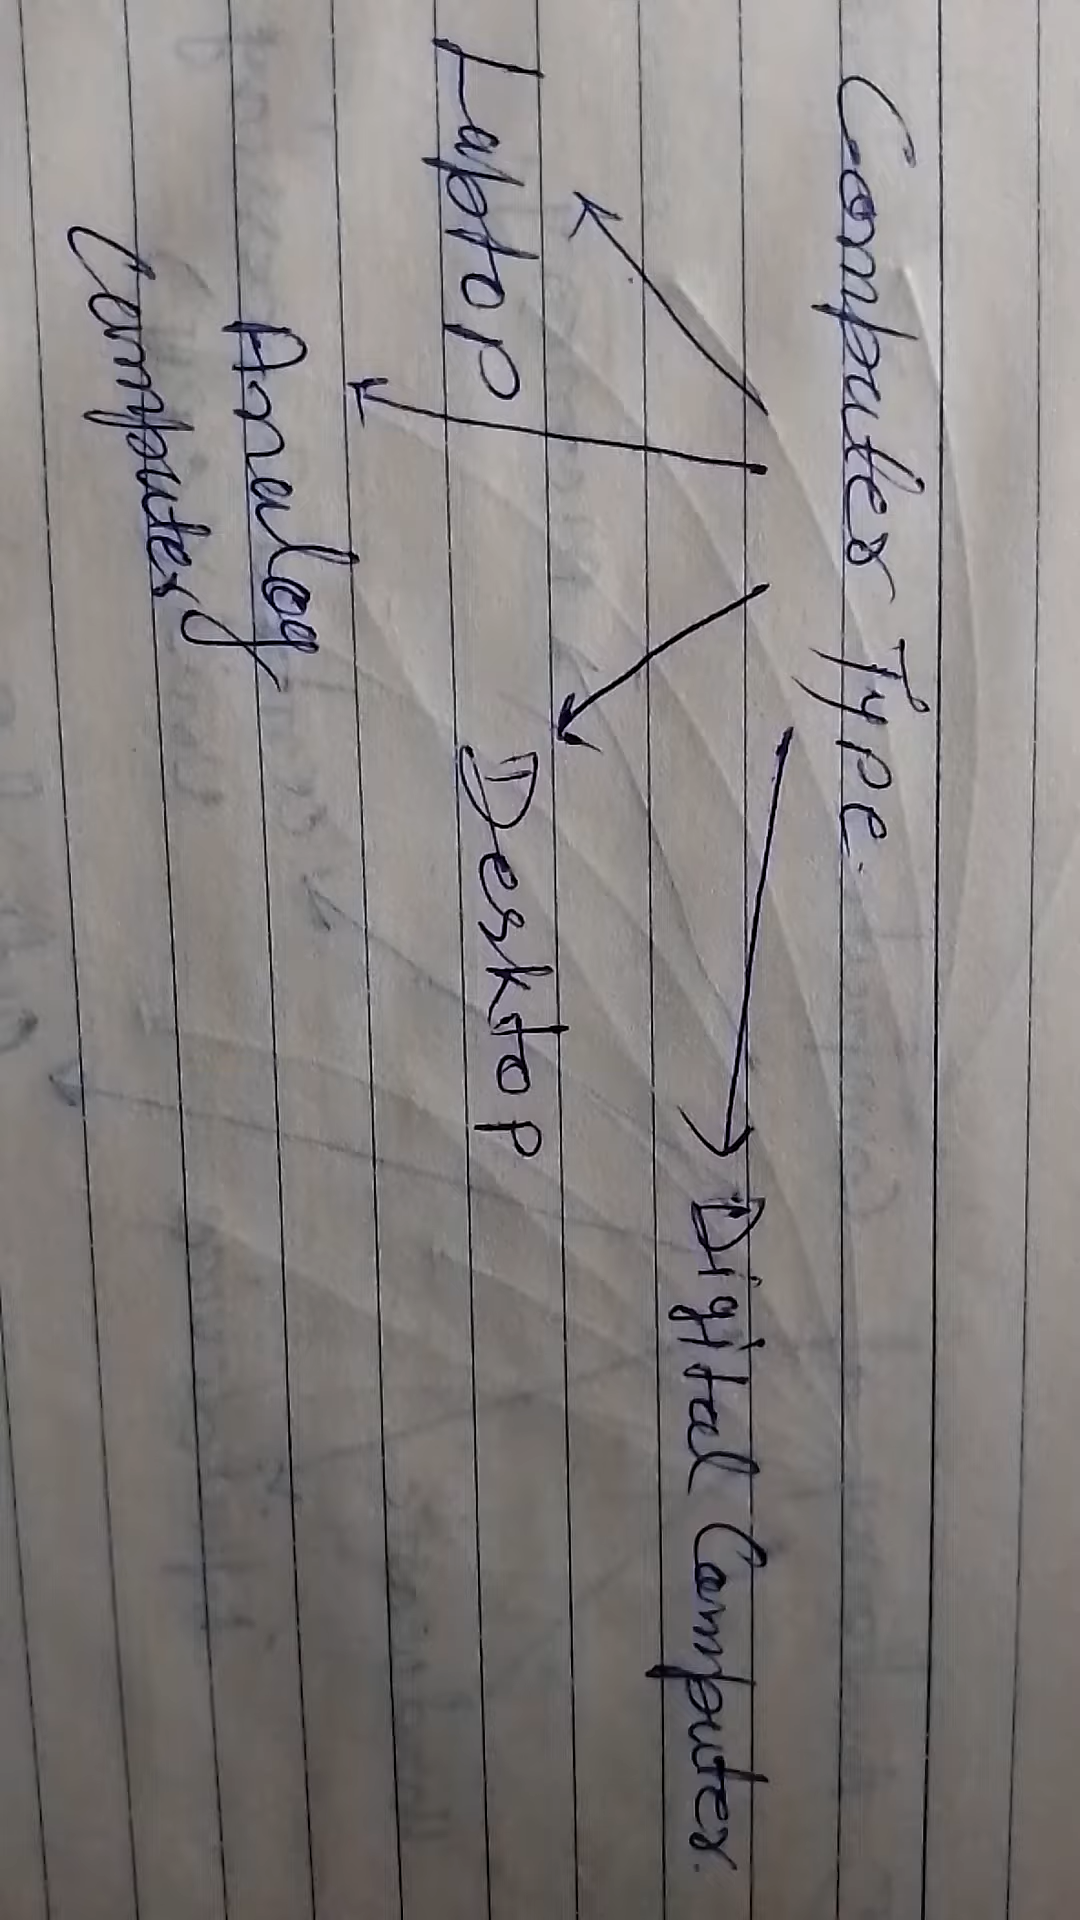 Computer Type.
Digital Computer.
Laptop
Desktop
Analog
Computer